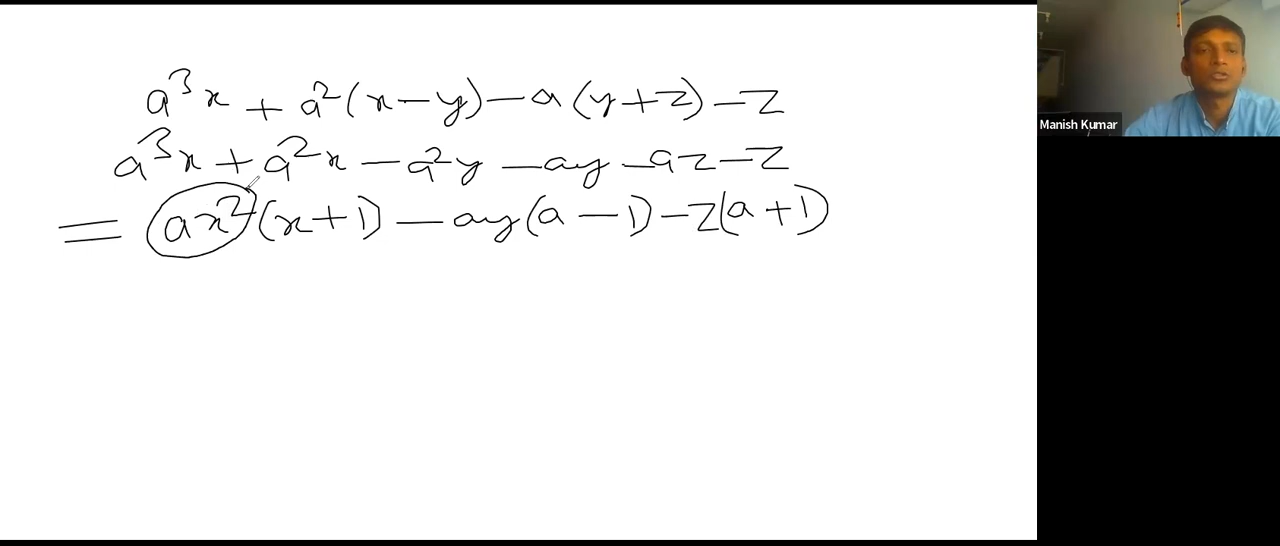 a³x + a²(x-y) - a(y+z) - z
a³x + a²x - a²y - ay - az - z
= ax²(x+1) - ay(a-1) - z(a+1)
Manish Kumar